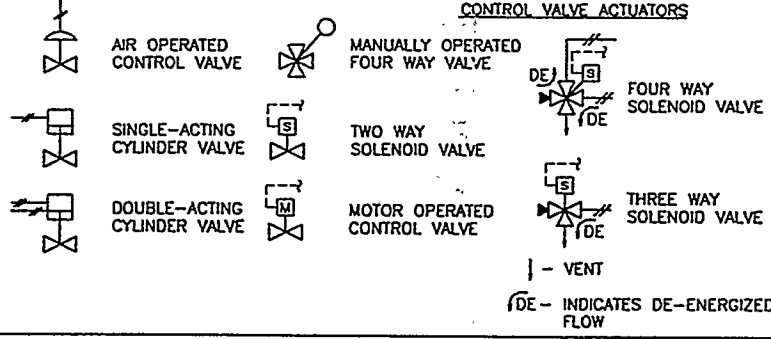 CONTROL VALVE ACTUATORS
AIR OPERATED
CONTROL VALVE
MANUALLY OPERATED
FOUR WAY VALVE
S
DE
DE
FOUR WAY
SOLENOID VALVE
SINGLE-ACTING
CYLINDER VALVE
S
TWO WAY
SOLENOID VALVE
DOUBLE-ACTING
CYLINDER VALVE
M
MOTOR OPERATED
CONTROL VALVE
S
DE
THREE WAY
SOLENOID VALVE
- VENT
DE - INDICATES DE-ENERGIZED
FLOW